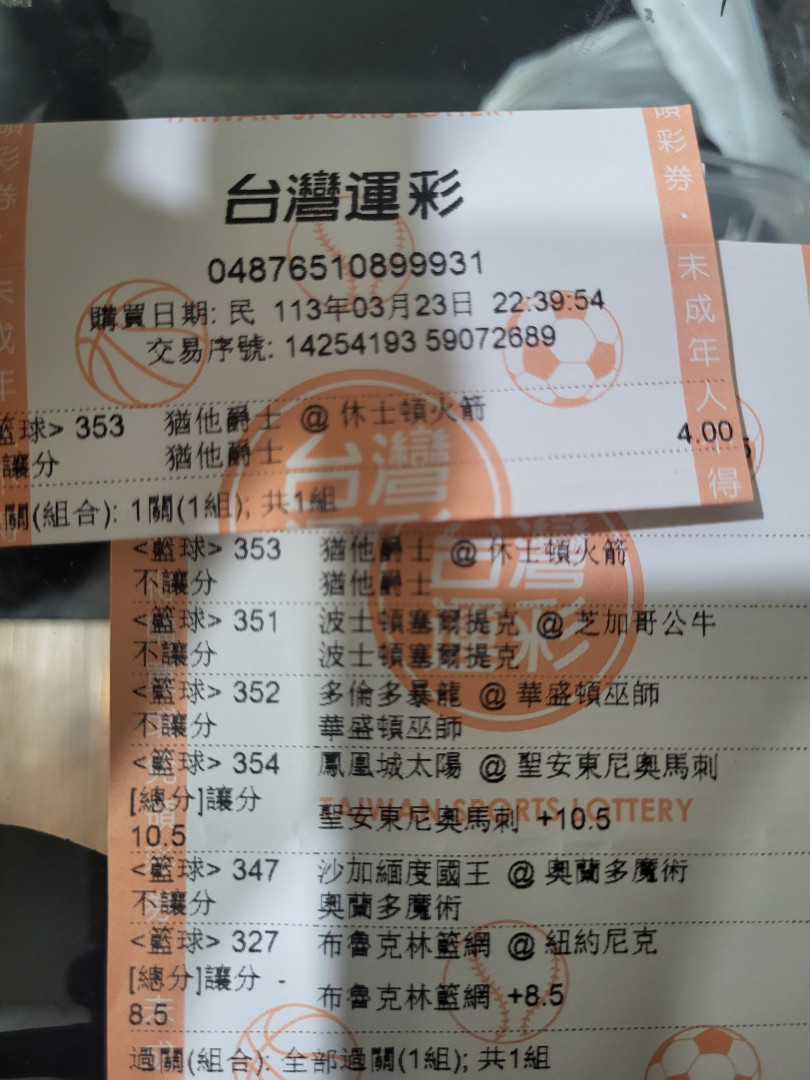 台灣運彩
04876510899931
購買日期: 民 113年03月23日 22:39:54
交易序號: 14254193 59072689
籃球> 353 猶他爵士 @ 休士頓火箭
讓分 猶他爵士 4.00
關(組合): 1關(1組); 共1組
彩券．未成年人 得
台灣
<籃球> 353 猶他爵士 @ 休士頓火箭
不讓分 猶他爵士
<籃球> 351 波士頓塞爾提克 @ 芝加哥公牛
不讓分 波士頓塞爾提克
<籃球> 352 多倫多暴龍 @ 華盛頓巫師
不讓分 華盛頓巫師
<籃球> 354 鳳凰城太陽 @ 聖安東尼奧馬刺
[總分]讓分
10.5 聖安東尼奧馬刺 +10.5
TAIWAN SPORTS LOTTERY
<籃球> 347 沙加緬度國王 @ 奧蘭多魔術
不讓分 奧蘭多魔術
<籃球> 327 布魯克林籃網 @ 紐約尼克
[總分]讓分 -
8.5 布魯克林籃網 +8.5
過關(組合): 全部過關(1組); 共1組